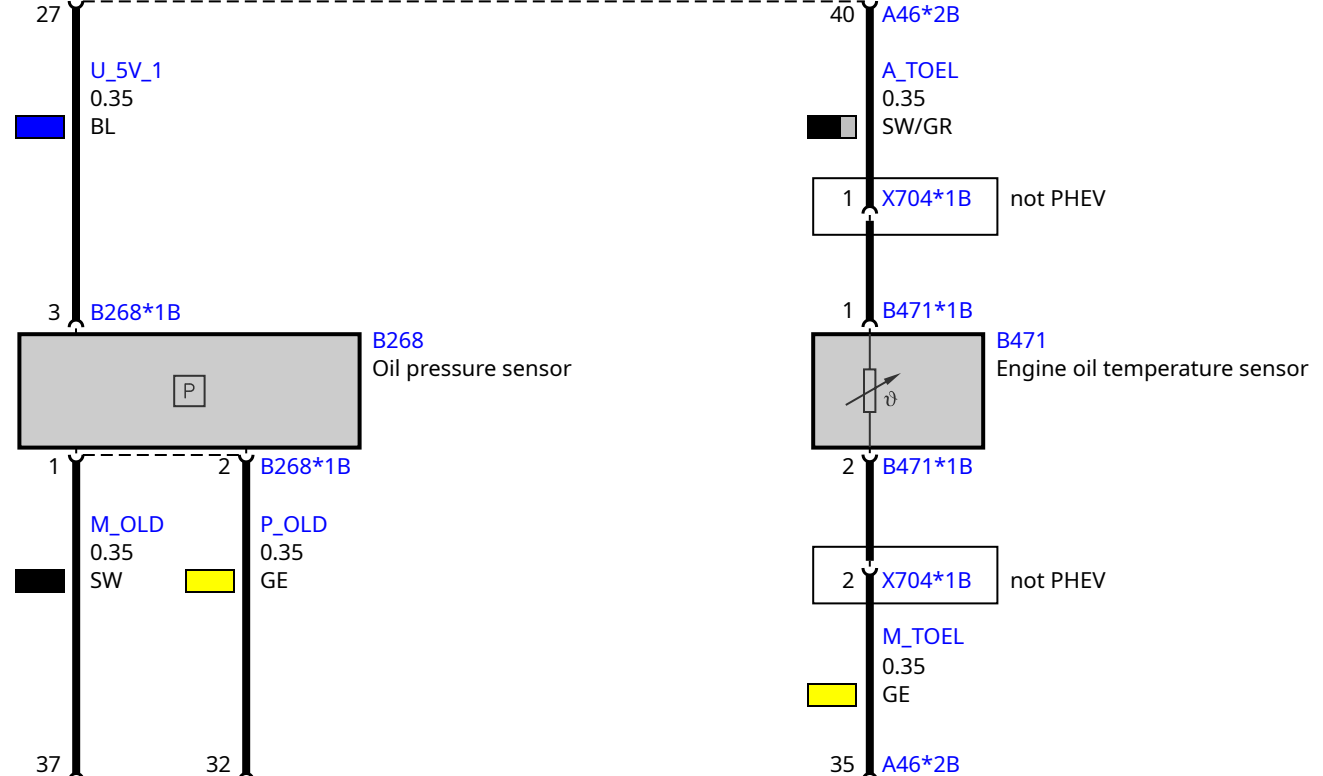 27
40 A46*2B
U_5V_1
0.35
BL
A_TOEL
0.35
SW/GR
1 X704*1B not PHEV
3 B268*1B
1 B471*1B
B268
Oil pressure sensor
P
B471
Engine oil temperature sensor
ϑ
1
2 B268*1B
2 B471*1B
M_OLD
0.35
SW
P_OLD
0.35
GE
2 X704*1B not PHEV
M_TOEL
0.35
GE
37
32
35 A46*2B